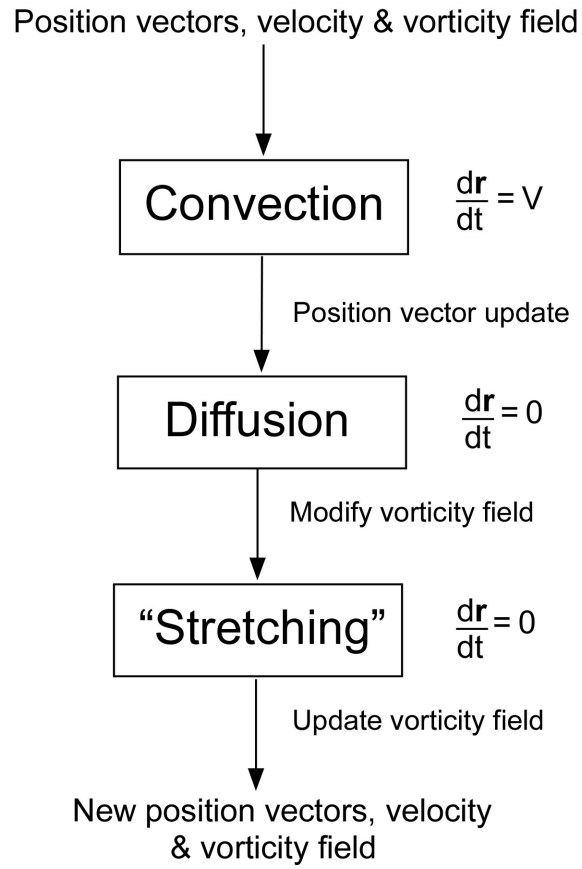 Position vectors, velocity & vorticity field
Convection
d𝐫/dt = V
Position vector update
Diffusion
d𝐫/dt = 0
Modify vorticity field
“Stretching”
d𝐫/dt = 0
Update vorticity field
New position vectors, velocity
& vorticity field